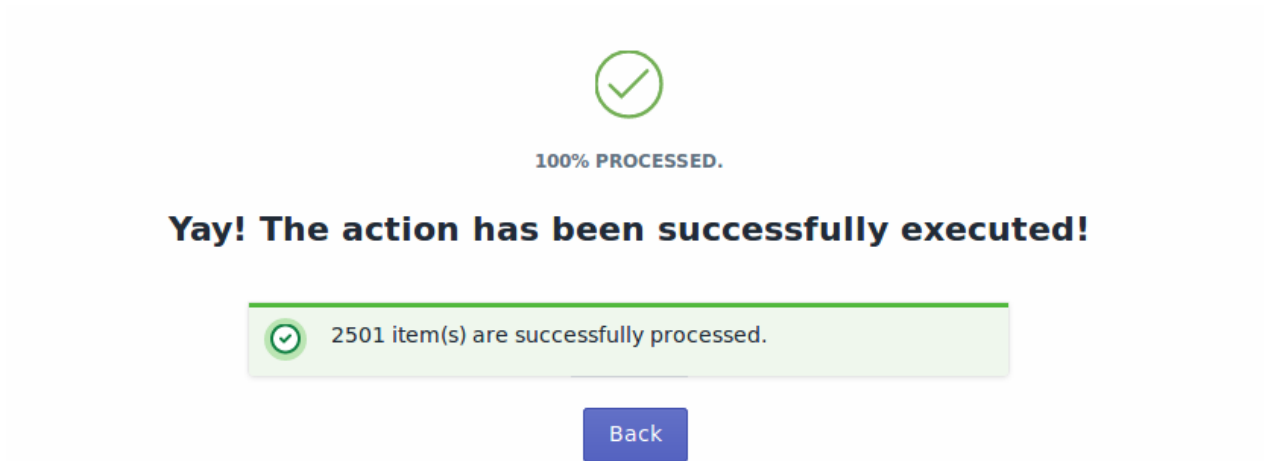 100% PROCESSED.
Yay! The action has been successfully executed!
2501 item(s) are successfully processed.
Back